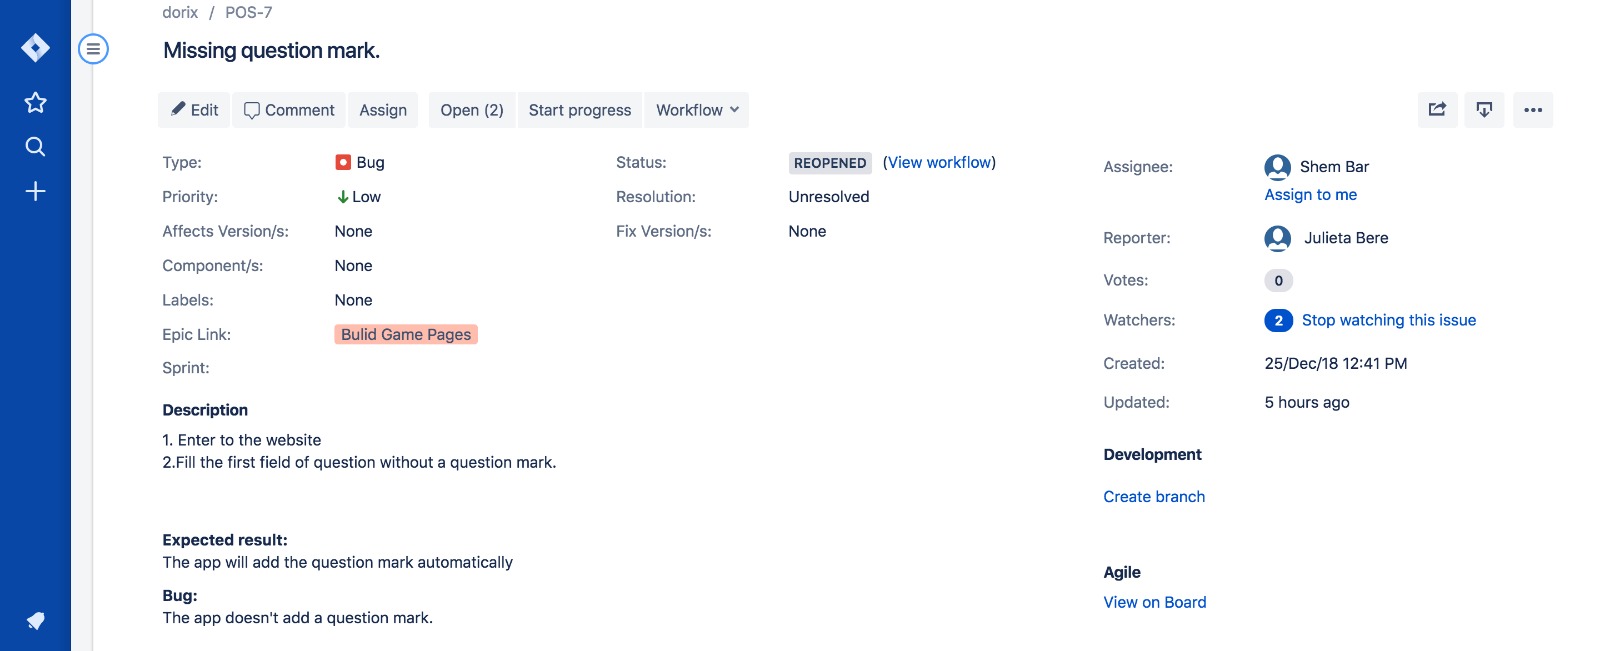 dorix / POS-7
Missing question mark.
Edit Comment Assign Open (2) Start progress Workflow
Type: Bug
Priority: Low
Affects Version/s: None
Component/s: None
Labels: None
Epic Link: Bulid Game Pages
Sprint:
Status: REOPENED (View workflow)
Resolution: Unresolved
Fix Version/s: None
Description
1. Enter to the website
2.Fill the first field of question without a question mark.
Expected result:
The app will add the question mark automatically
Bug:
The app doesn't add a question mark.
Assignee: Shem Bar
Assign to me
Reporter: Julieta Bere
Votes: 0
Watchers: 2 Stop watching this issue
Created: 25/Dec/18 12:41 PM
Updated: 5 hours ago
Development
Create branch
Agile
View on Board